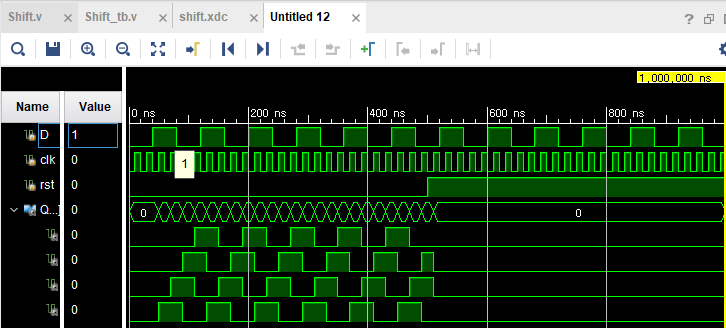 Shift.v
Shift_tb.v
shift.xdc
Untitled 12
1,000,000 ns
Name Value
0 ns 200 ns 400 ns 600 ns 800 ns
D 1
clk 0
1
rst 0
Q...] 0 0 0
0
0
0
0